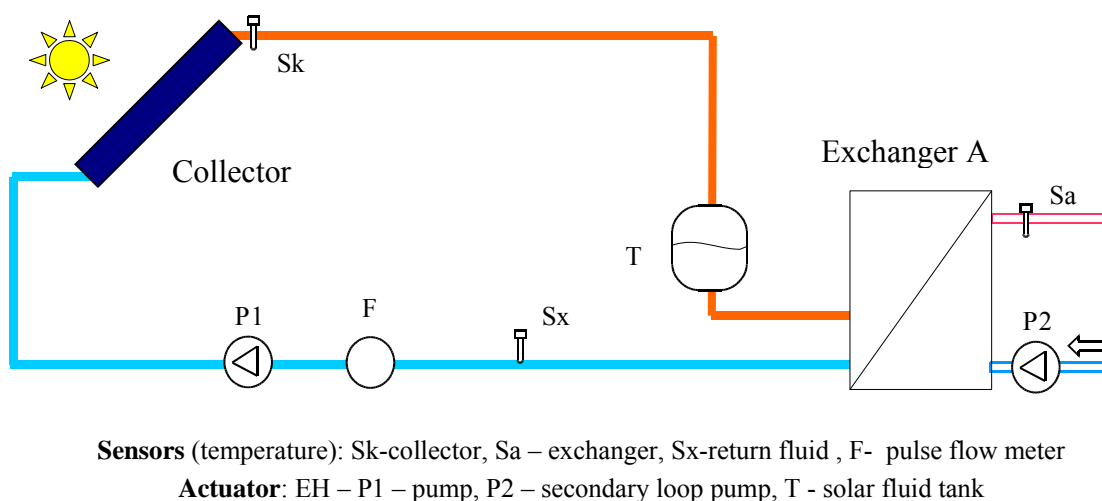 Sk
Collector
Exchanger A
Sa
T
P1
F
Sx
P2
Sensors (temperature): Sk-collector, Sa – exchanger, Sx-return fluid , F- pulse flow meter
Actuator: EH – P1 – pump, P2 – secondary loop pump, T - solar fluid tank